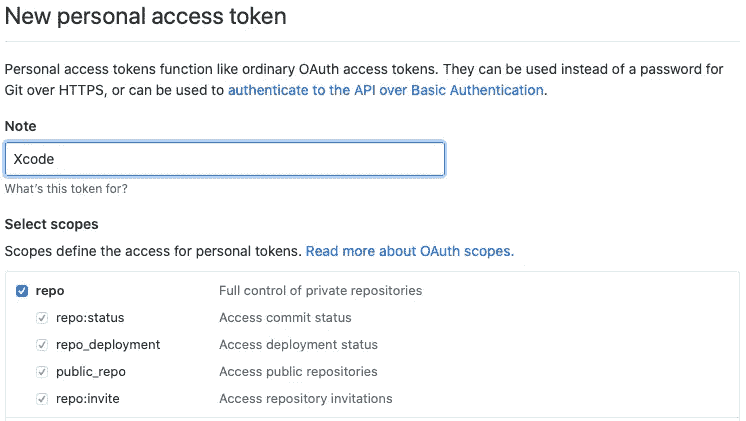 New personal access token
Personal access tokens function like ordinary OAuth access tokens. They can be used instead of a password for
Git over HTTPS, or can be used to authenticate to the API over Basic Authentication.
Note
Xcode
What's this token for?
Select scopes
Scopes define the access for personal tokens. Read more about OAuth scopes.
repo Full control of private repositories
repo:status Access commit status
repo_deployment Access deployment status
public_repo Access public repositories
repo:invite Access repository invitations